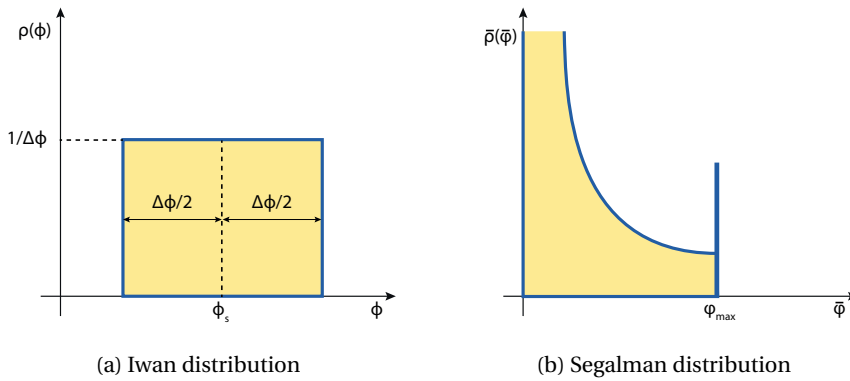 ρ(ϕ)
1/Δϕ
Δϕ/2 Δϕ/2
ϕs ϕ
(a) Iwan distribution
ρ̄(φ̄)
φmax φ̄
(b) Segalman distribution